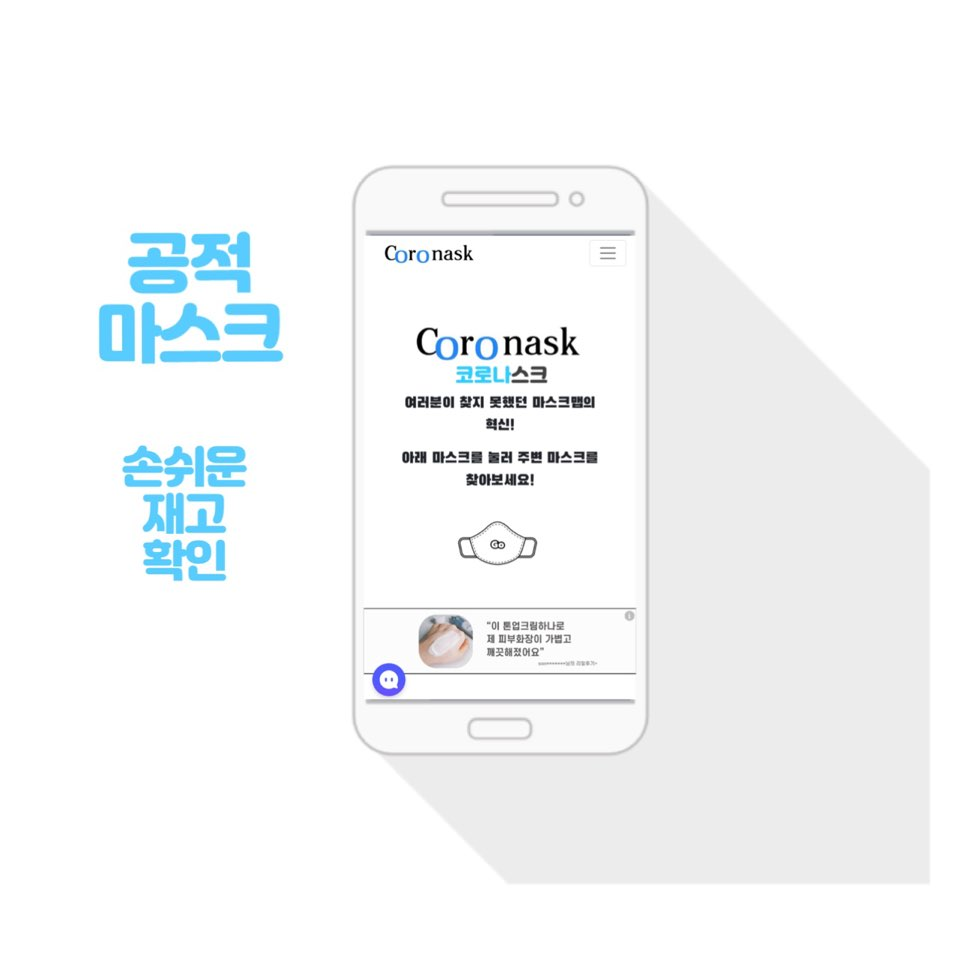 공적
마스크
손쉬운
재고
확인
Coronask
Coronask
코로나스크
여러분이 찾지 못했던 마스크맵의
혁신!
아래 마스크를 눌러 주변 마스크를
찾아보세요!
Go
"이 톤업크림하나로
제 피부화장이 가볍고
깨끗해졌어요"